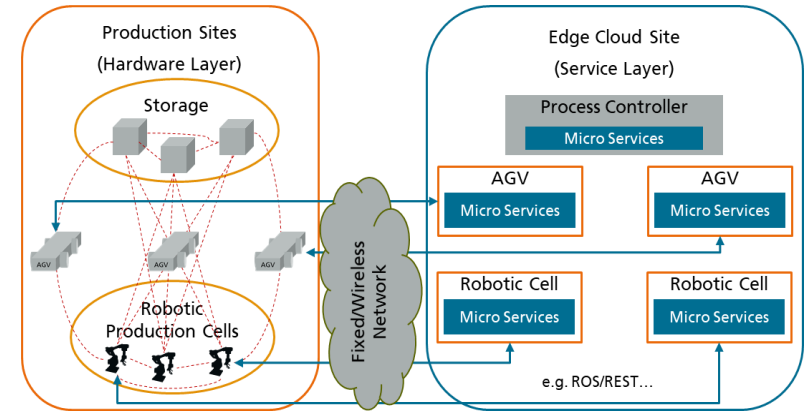 Production Sites
(Hardware Layer)
Storage
AGV
AGV
AGV
Robotic
Production Cells
Fixed/Wireless
Network
Edge Cloud Site
(Service Layer)
Process Controller
Micro Services
AGV
Micro Services
AGV
Micro Services
Robotic Cell
Micro Services
Robotic Cell
Micro Services
e.g. ROS/REST...